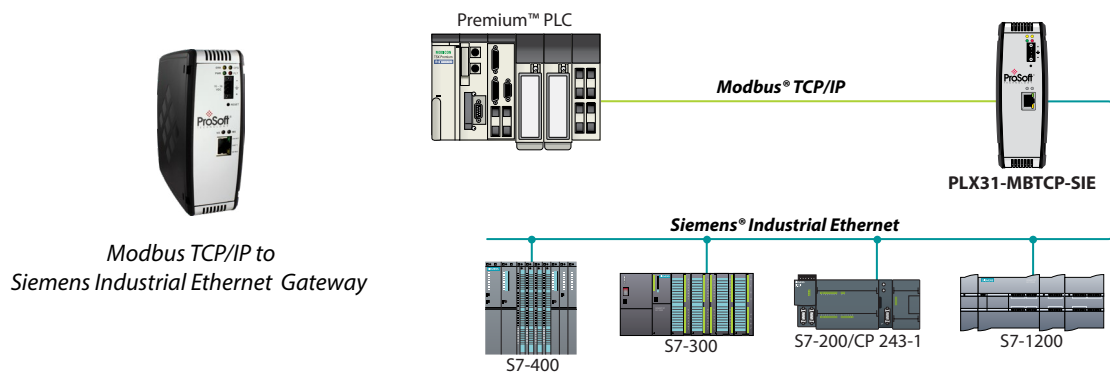 Premium™ PLC
Modbus® TCP/IP
ProSoft
ProSoft
PLX31-MBTCP-SIE
Modbus TCP/IP to
Siemens Industrial Ethernet Gateway
Siemens® Industrial Ethernet
S7-400
S7-300
S7-200/CP 243-1
S7-1200